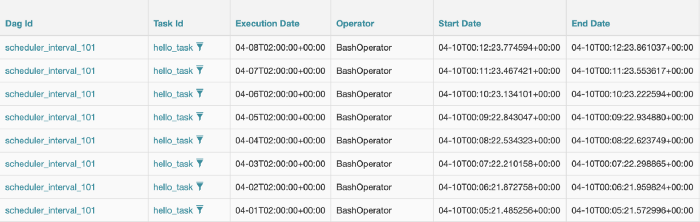 Dag Id Task Id Execution Date Operator Start Date End Date
scheduler_interval_101 hello_task 04-08T02:00:00+00:00 BashOperator 04-10T00:12:23.774594+00:00 04-10T00:12:23.861037+00:00
scheduler_interval_101 hello_task 04-07T02:00:00+00:00 BashOperator 04-10T00:11:23.467421+00:00 04-10T00:11:23.553617+00:00
scheduler_interval_101 hello_task 04-06T02:00:00+00:00 BashOperator 04-10T00:10:23.134101+00:00 04-10T00:10:23.222594+00:00
scheduler_interval_101 hello_task 04-05T02:00:00+00:00 BashOperator 04-10T00:09:22.843047+00:00 04-10T00:09:22.934880+00:00
scheduler_interval_101 hello_task 04-04T02:00:00+00:00 BashOperator 04-10T00:08:22.534323+00:00 04-10T00:08:22.623749+00:00
scheduler_interval_101 hello_task 04-03T02:00:00+00:00 BashOperator 04-10T00:07:22.210158+00:00 04-10T00:07:22.298865+00:00
scheduler_interval_101 hello_task 04-02T02:00:00+00:00 BashOperator 04-10T00:06:21.872758+00:00 04-10T00:06:21.959824+00:00
scheduler_interval_101 hello_task 04-01T02:00:00+00:00 BashOperator 04-10T00:05:21.485256+00:00 04-10T00:05:21.572996+00:00